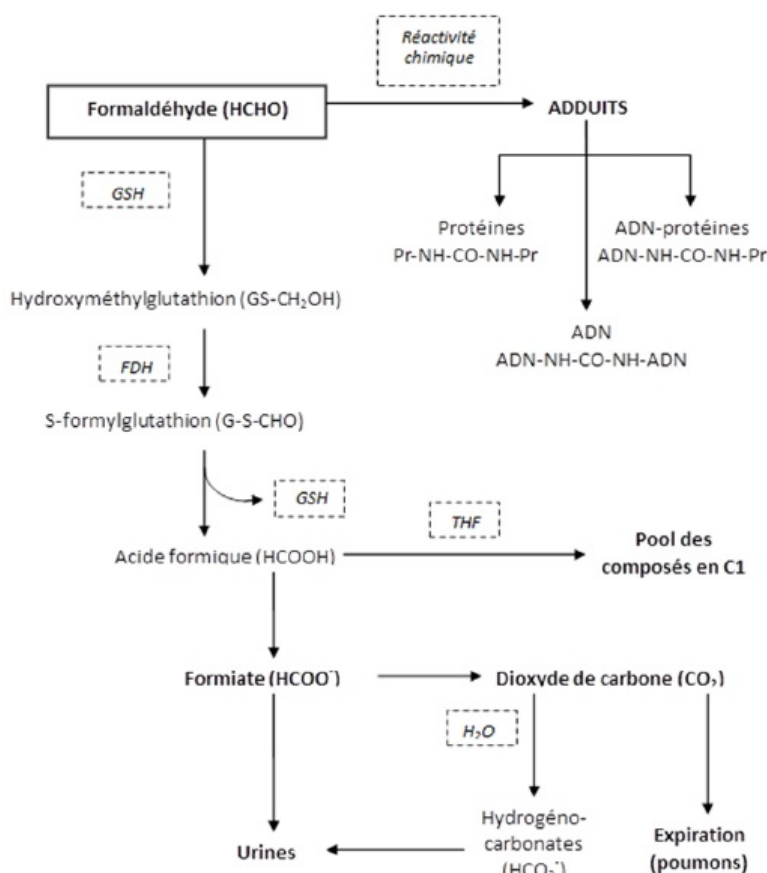 Réactivité
chimique
Formaldéhyde (HCHO)
ADDUITS
GSH
Protéines
Pr-NH-CO-NH-Pr
ADN-protéines
ADN-NH-CO-NH-Pr
Hydroxyméthylglutathion (GS-CH₂OH)
ADN
ADN-NH-CO-NH-ADN
FDH
S-formylglutathion (G-S-CHO)
GSH
THF
Acide formique (HCOOH)
Pool des
composés en C1
Formiate (HCOO⁻)
Dioxyde de carbone (CO₂)
H₂O
Hydrogéno-
carbonates
(HCO₃⁻)
Urines
Expiration
(poumons)